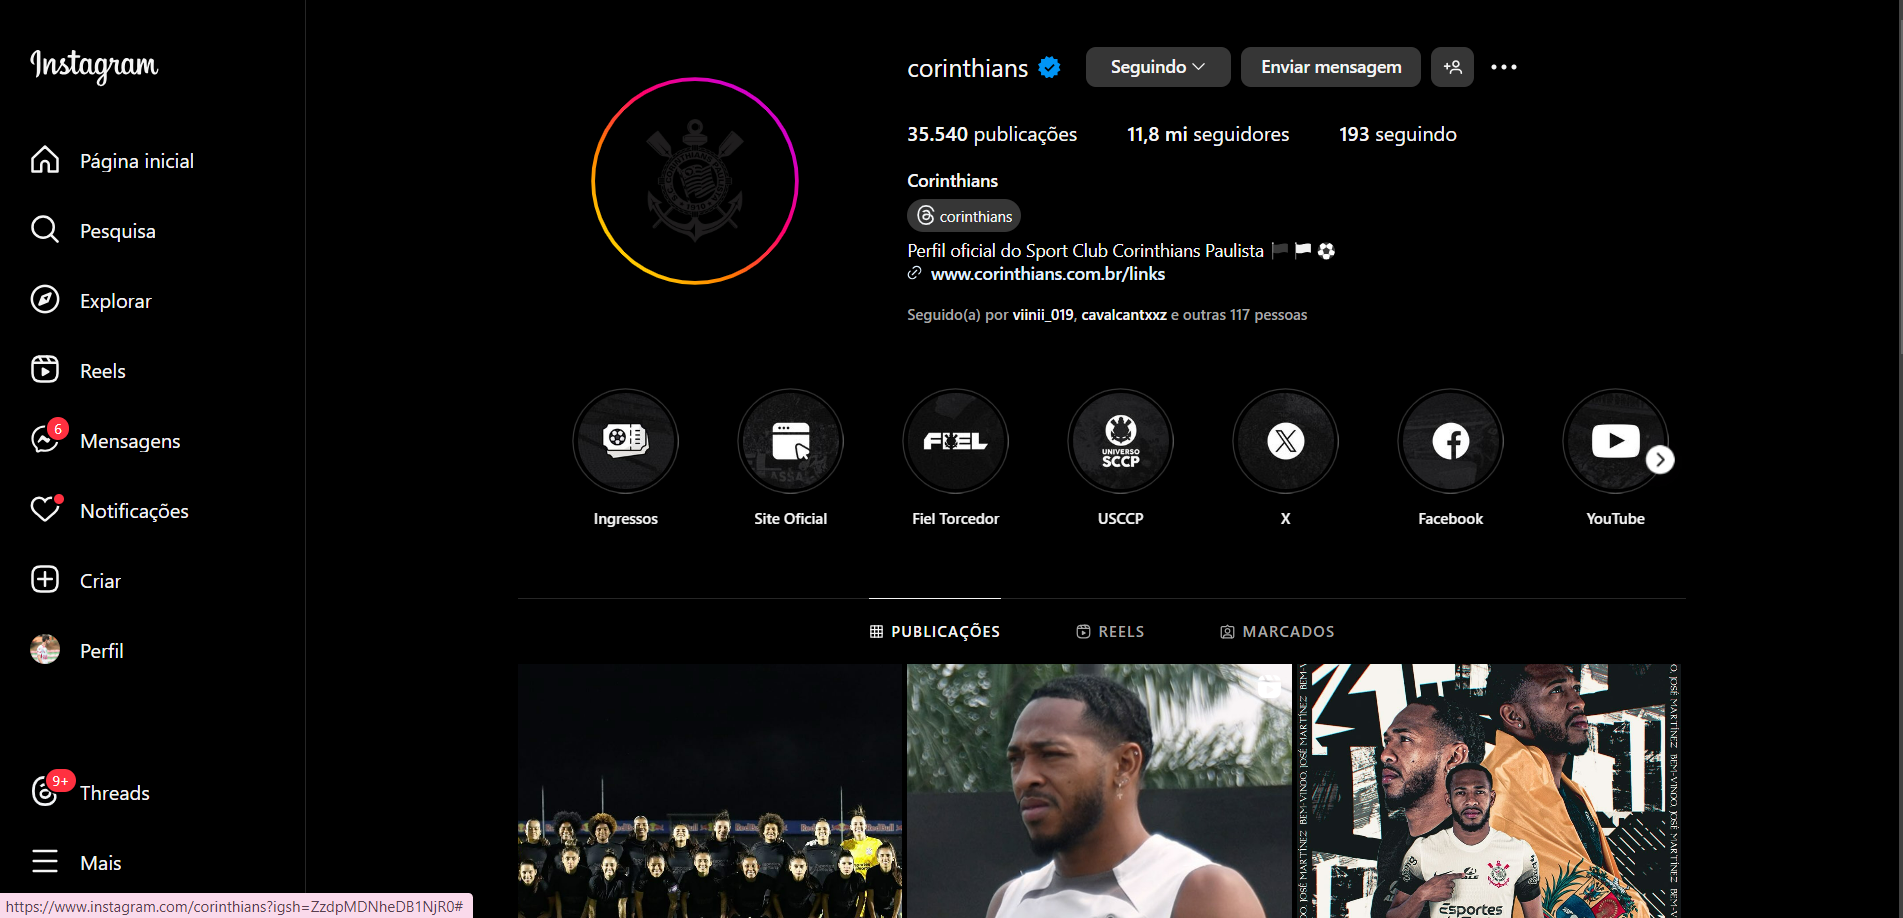 Instagram
Página inicial
Pesquisa
Explorar
Reels
6
Mensagens
Notificações
Criar
Perfil
9+
Threads
Mais
corinthians
Seguindo
Enviar mensagem
35.540 publicações 11,8 mi seguidores 193 seguindo
Corinthians
corinthians
Perfil oficial do Sport Club Corinthians Paulista
www.corinthians.com.br/links
Seguido(a) por viinii_019, cavalcantxxz e outras 117 pessoas
FIEL
UNIVERSO
SCCP
Ingressos
Site Oficial
Fiel Torcedor
USCCP
X
Facebook
YouTube
PUBLICAÇÕES
REELS
MARCADOS
RedBull
BEM-VINDO, JOSÉ MARTÍNEZ
BEM-VINDO, JOSÉ MARTÍNEZ
Esportes
https://www.instagram.com/corinthians?igsh=ZzdpMDNheDB1NjR0#